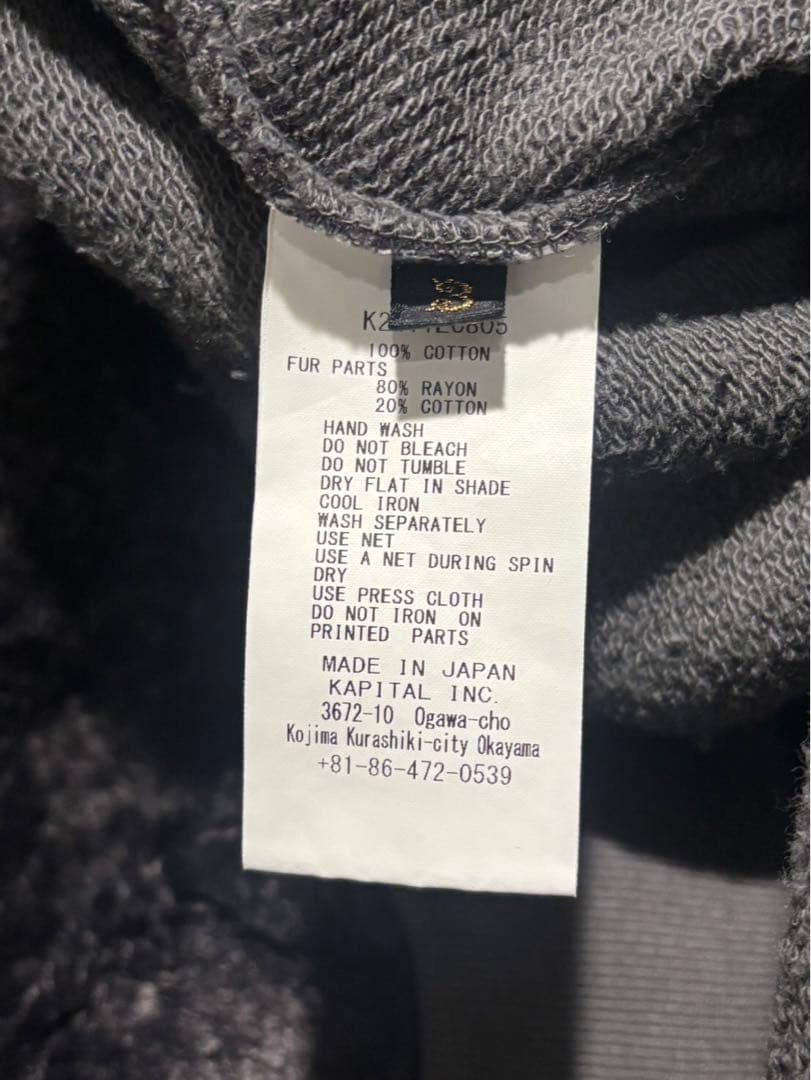 3
100% COTTON
FUR PARTS
80% RAYON
20% COTTON
HAND WASH
DO NOT BLEACH
DO NOT TUMBLE
DRY FLAT IN SHADE
COOL IRON
WASH SEPARATELY
USE NET
USE A NET DURING SPIN
DRY
USE PRESS CLOTH
DO NOT IRON ON
PRINTED PARTS
MADE IN JAPAN
KAPITAL INC.
3672-10 Ogawa-cho
Kojima Kurashiki-city Okayama
+81-86-472-0539